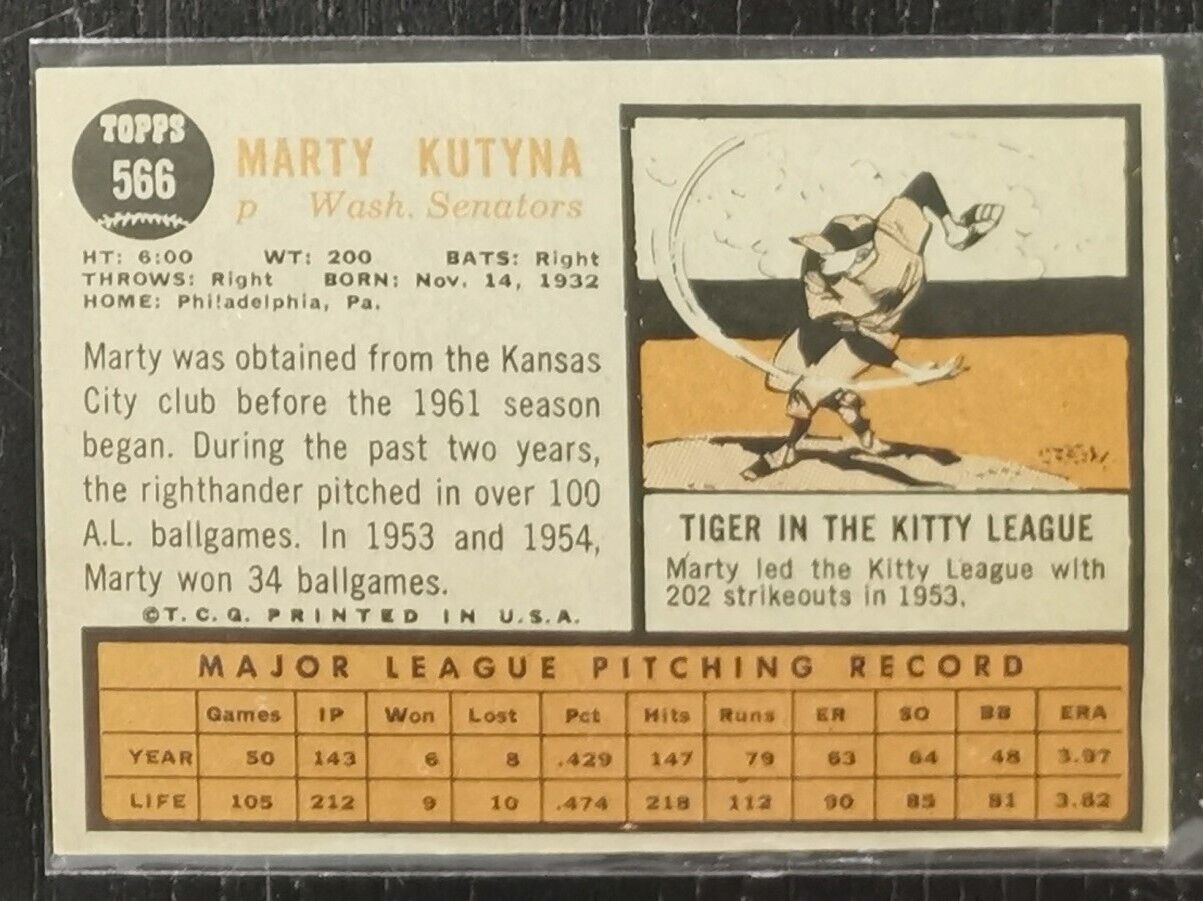 TOPPS
566
MARTY KUTYNA
p Wash. Senators
HT: 6:00 WT: 200 BATS: Right
THROWS: Right BORN: Nov. 14, 1932
HOME: Philadelphia, Pa.
Marty was obtained from the Kansas
City club before the 1961 season
began. During the past two years,
the righthander pitched in over 100
A.L. ballgames. In 1953 and 1954,
Marty won 34 ballgames.
©T.C.G. PRINTED IN U.S.A.
TIGER IN THE KITTY LEAGUE
Marty led the Kitty League with
202 strikeouts in 1953.
MAJOR LEAGUE PITCHING RECORD
Games IP Won Lost Pct Hits Runs ER SO BB ERA
YEAR 50 143 6 8 .429 147 79 63 64 48 3.97
LIFE 105 212 9 10 .474 218 112 90 85 81 3.82